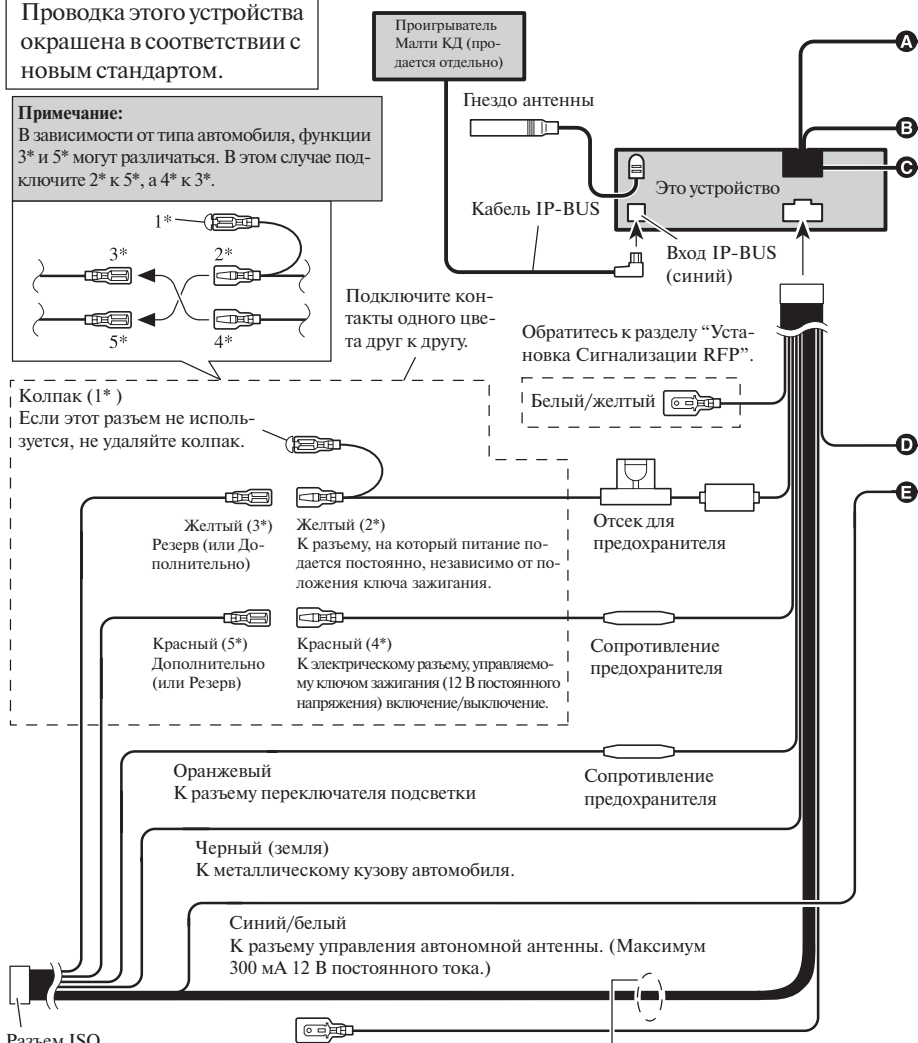 Проводка этого устройства
окрашена в соответствии с
новым стандартом.
Проигрыватель
Малти КД (про-
дается отдельно)
A
Гнездо антенны
Примечание:
В зависимости от типа автомобиля, функции
3* и 5* могут различаться. В этом случае под-
ключите 2* к 5*, а 4* к 3*.
B
C
Это устройство
Кабель IP-BUS
Вход IP-BUS
(синий)
1*
3*
2*
5*
4*
Подключите кон-
такты одного цве-
та друг к другу.
Обратитесь к разделу “Уста-
новка Сигнализации RFP”.
Колпак (1* )
Если этот разъем не исполь-
зуется, не удаляйте колпак.
Белый/желтый
D
E
Желтый (3*)
Резерв (или До-
полнительно)
Желтый (2*)
К разъему, на который питание по-
дается постоянно, независимо от по-
ложения ключа зажигания.
Отсек для
предохранителя
Красный (5*)
Дополнительно
(или Резерв)
Красный (4*)
К электрическому разъему, управляемо-
му ключом зажигания (12 В постоянного
напряжения) включение/выключение.
Сопротивление
предохранителя
Оранжевый
К разъему переключателя подсветки
Сопротивление
предохранителя
Черный (земля)
К металлическому кузову автомобиля.
Синий/белый
К разъему управления автономной антенны. (Максимум
300 мА 12 В постоянного тока.)
Разъем ISO